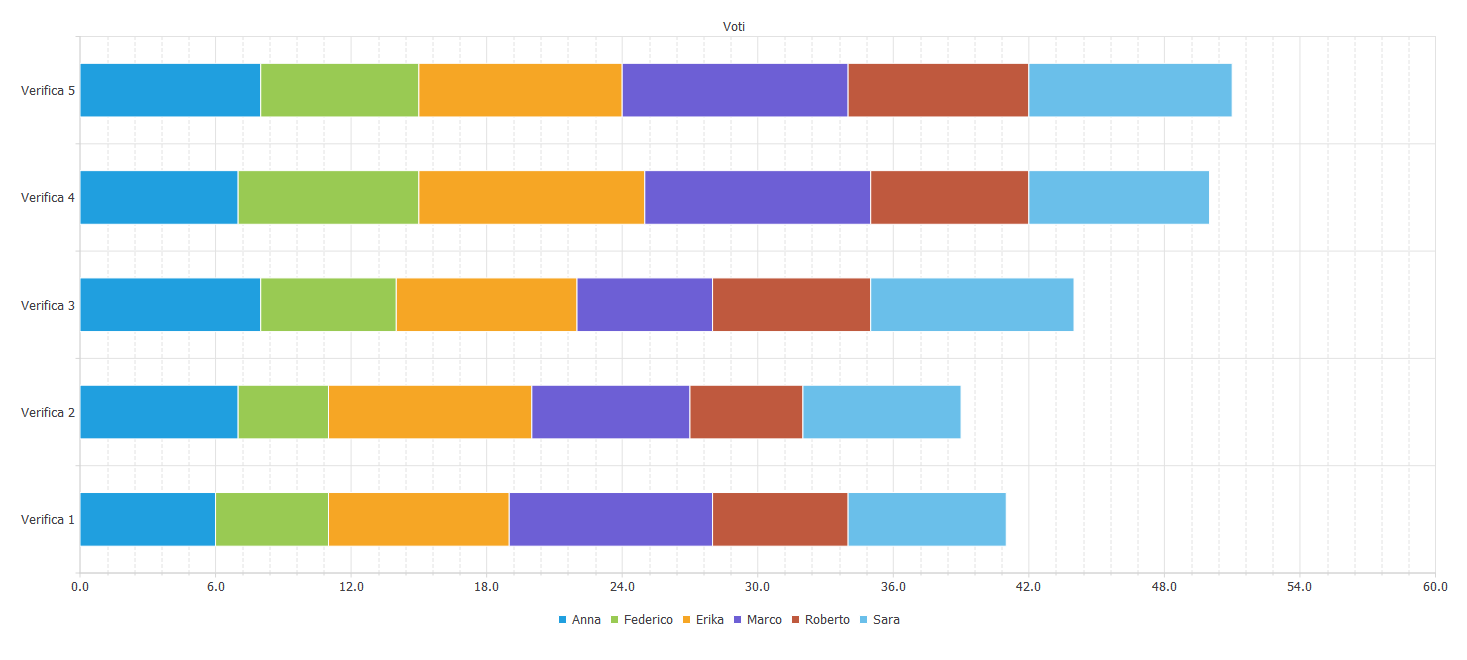 Voti
Verifica 5
Verifica 4
Verifica 3
Verifica 2
Verifica 1
0.0 6.0 12.0 18.0 24.0 30.0 36.0 42.0 48.0 54.0 60.0
Anna Federico Erika Marco Roberto Sara